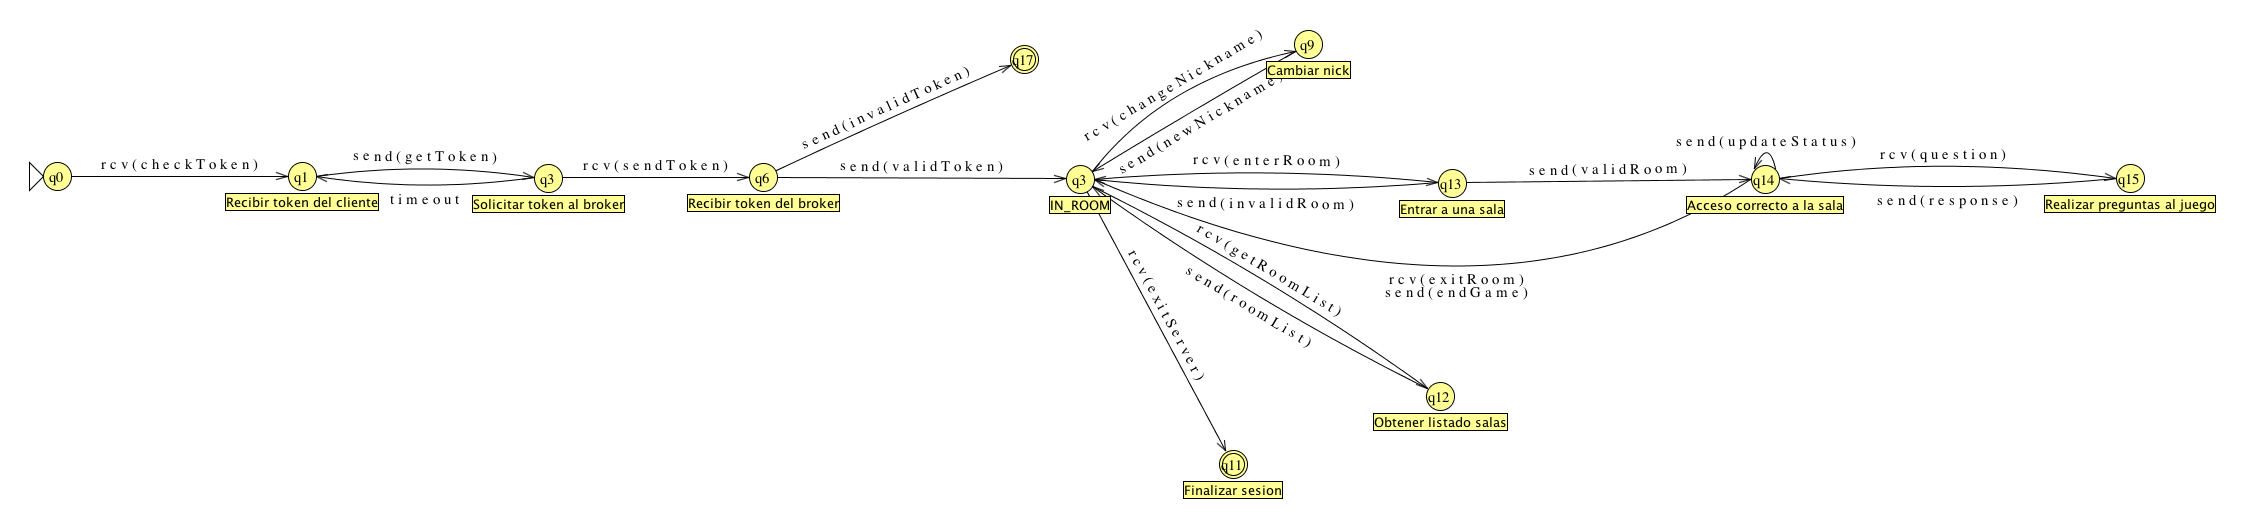 q0
rcv(checkToken)
q1
Recibir token del cliente
send(getToken)
timeout
q3
Solicitar token al broker
rcv(sendToken)
q6
Recibir token del broker
send(invalidToken)
q17
send(validToken)
q3
IN_ROOM
rcv(changeNickname)
q9
Cambiar nick
send(newNickname)
rcv(enterRoom)
send(invalidRoom)
q13
Entrar a una sala
send(validRoom)
send(updateStatus)
q14
Acceso correcto a la sala
rcv(question)
send(response)
q15
Realizar preguntas al juego
rcv(exitRoom)
send(endGame)
rcv(getRoomList)
send(roomList)
q12
Obtener listado salas
rcv(exitServer)
q11
Finalizar sesion